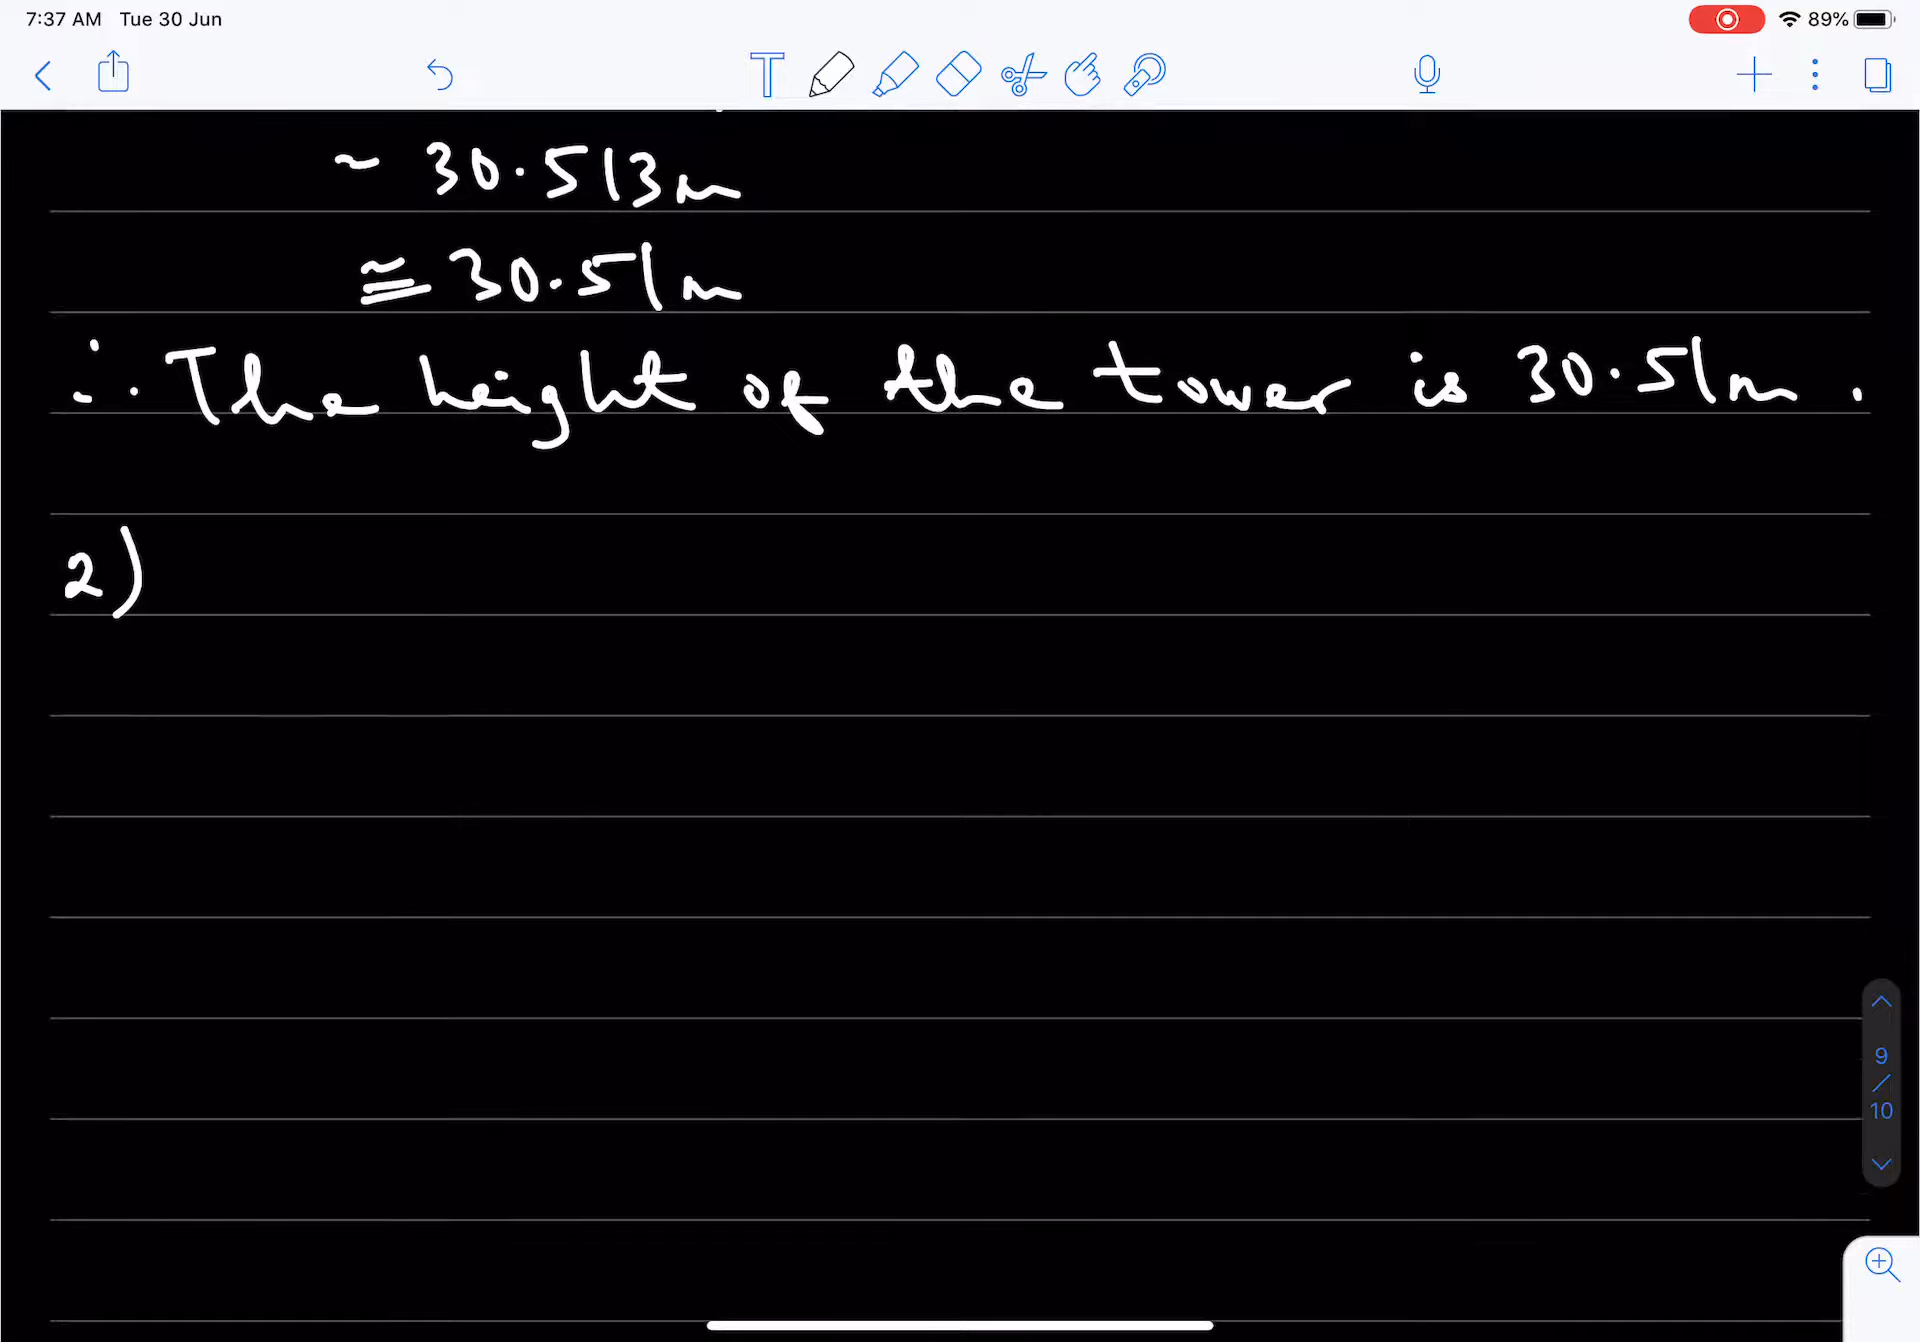 7:37 AM Tue 30 Jun 89%
~ 30.513m
≅ 30.51m
∴ The height of the tower is 30.51m.
2)
9
/
10